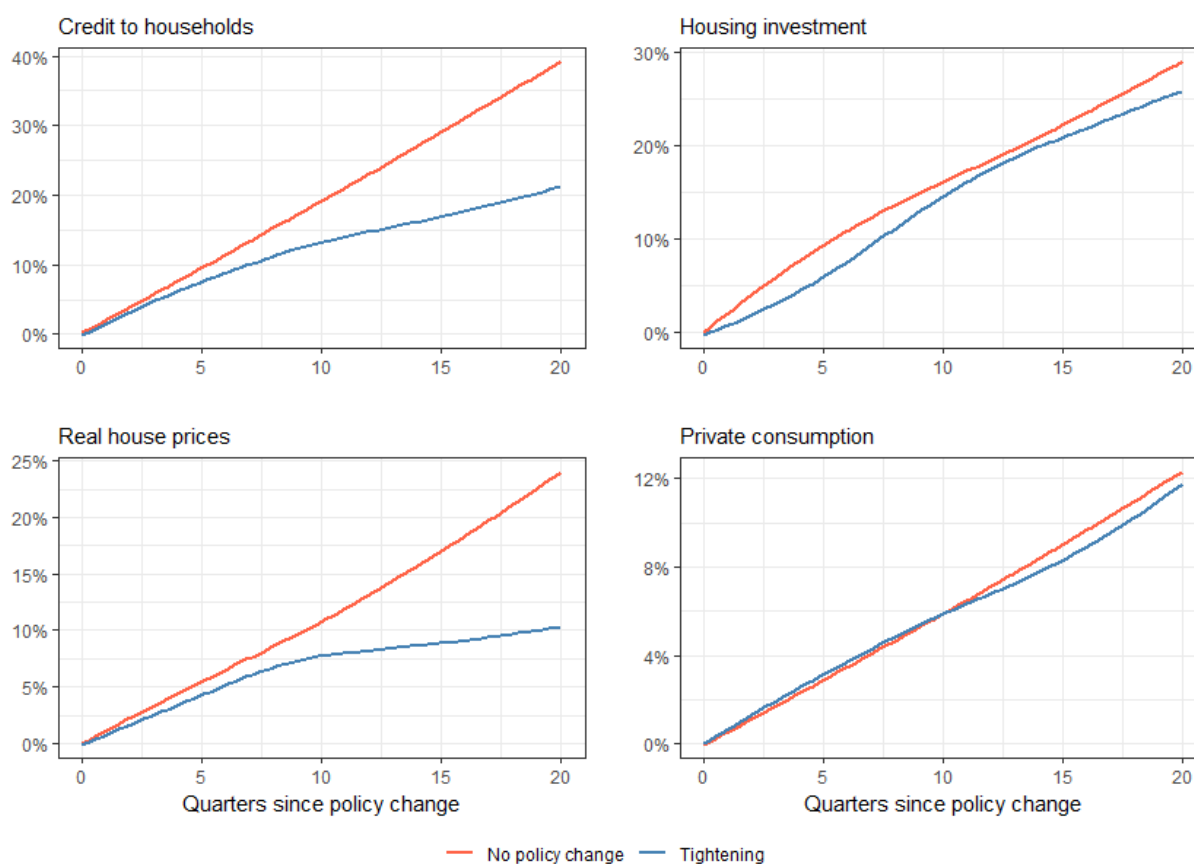 Credit to households
40%
30%
20%
10%
0%
0 5 10 15 20
Housing investment
30%
20%
10%
0%
0 5 10 15 20
Real house prices
25%
20%
15%
10%
5%
0%
0 5 10 15 20
Quarters since policy change
Private consumption
12%
8%
4%
0%
0 5 10 15 20
Quarters since policy change
No policy change Tightening